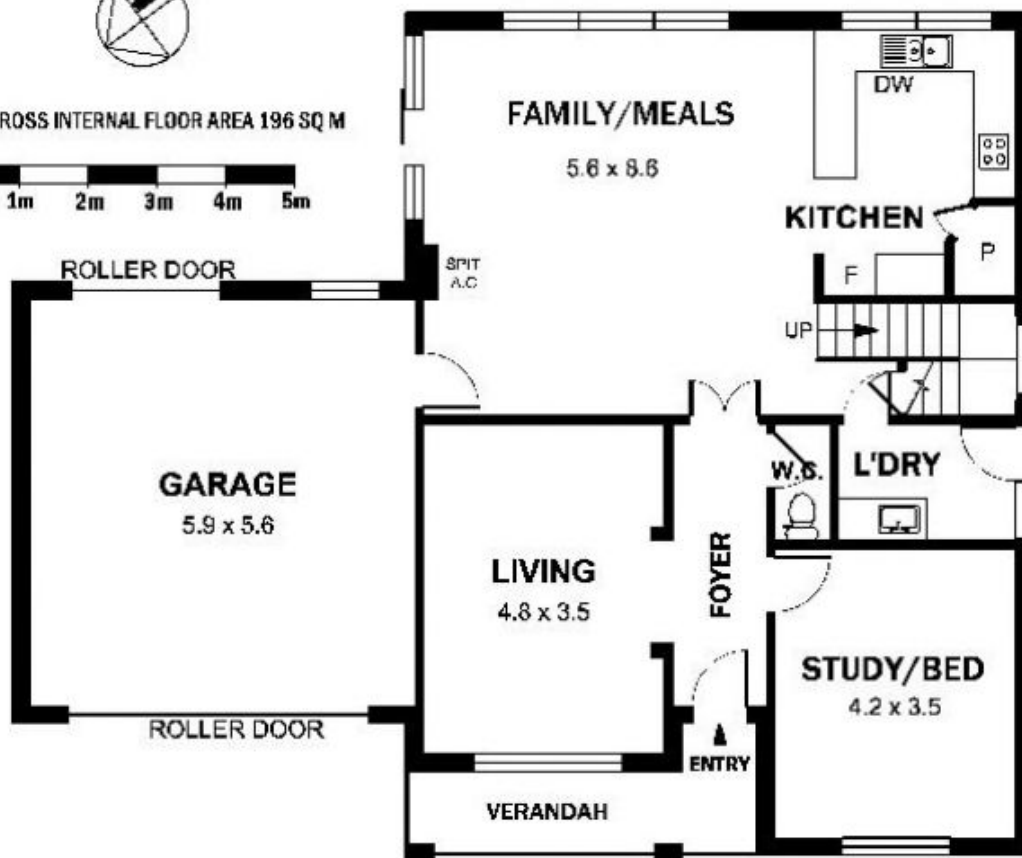 ROSS INTERNAL FLOOR AREA 196 SQ M
1m 2m 3m 4m 5m
FAMILY/MEALS
5.6 x 8.6
DW
KITCHEN
P
F
SPIT
A.C
ROLLER DOOR
UP
GARAGE
5.9 x 5.6
W.C.
L'DRY
LIVING
4.8 x 3.5
FOYER
STUDY/BED
4.2 x 3.5
ROLLER DOOR
ENTRY
VERANDAH